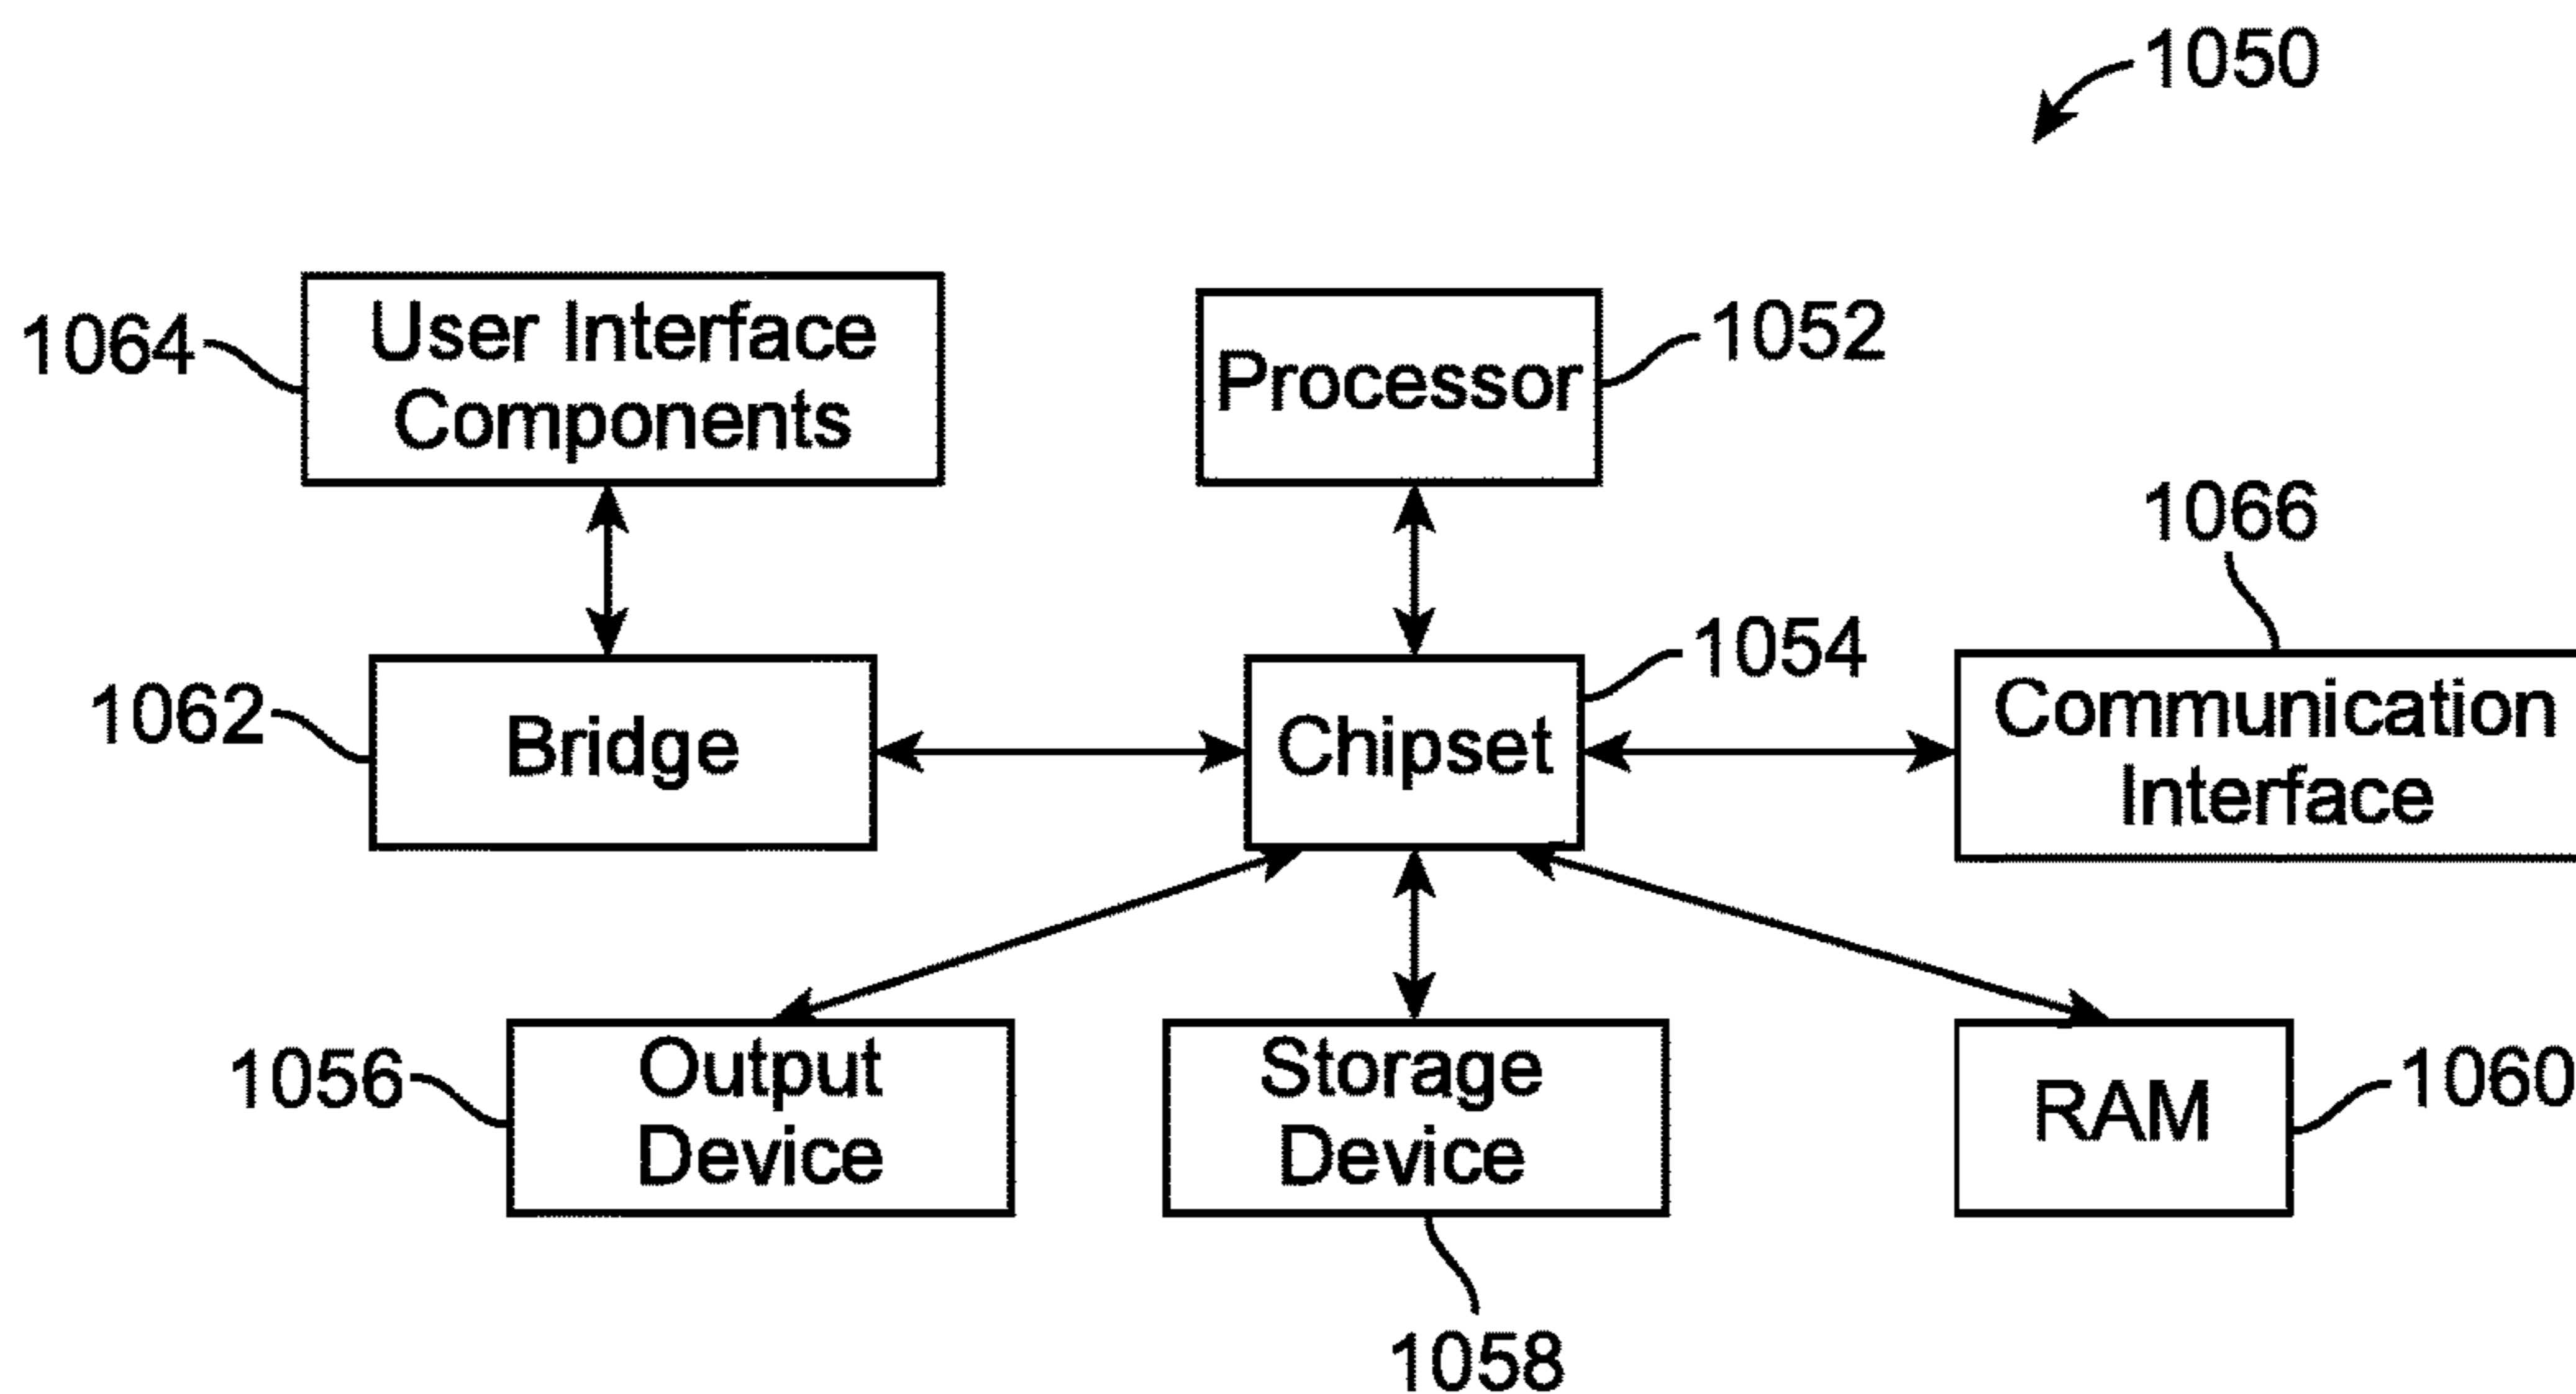 1050
1064
User Interface
Components
Processor
1052
1066
1054
1062
Bridge
Chipset
Communication
Interface
1056
Output
Device
Storage
Device
RAM
1060
1058